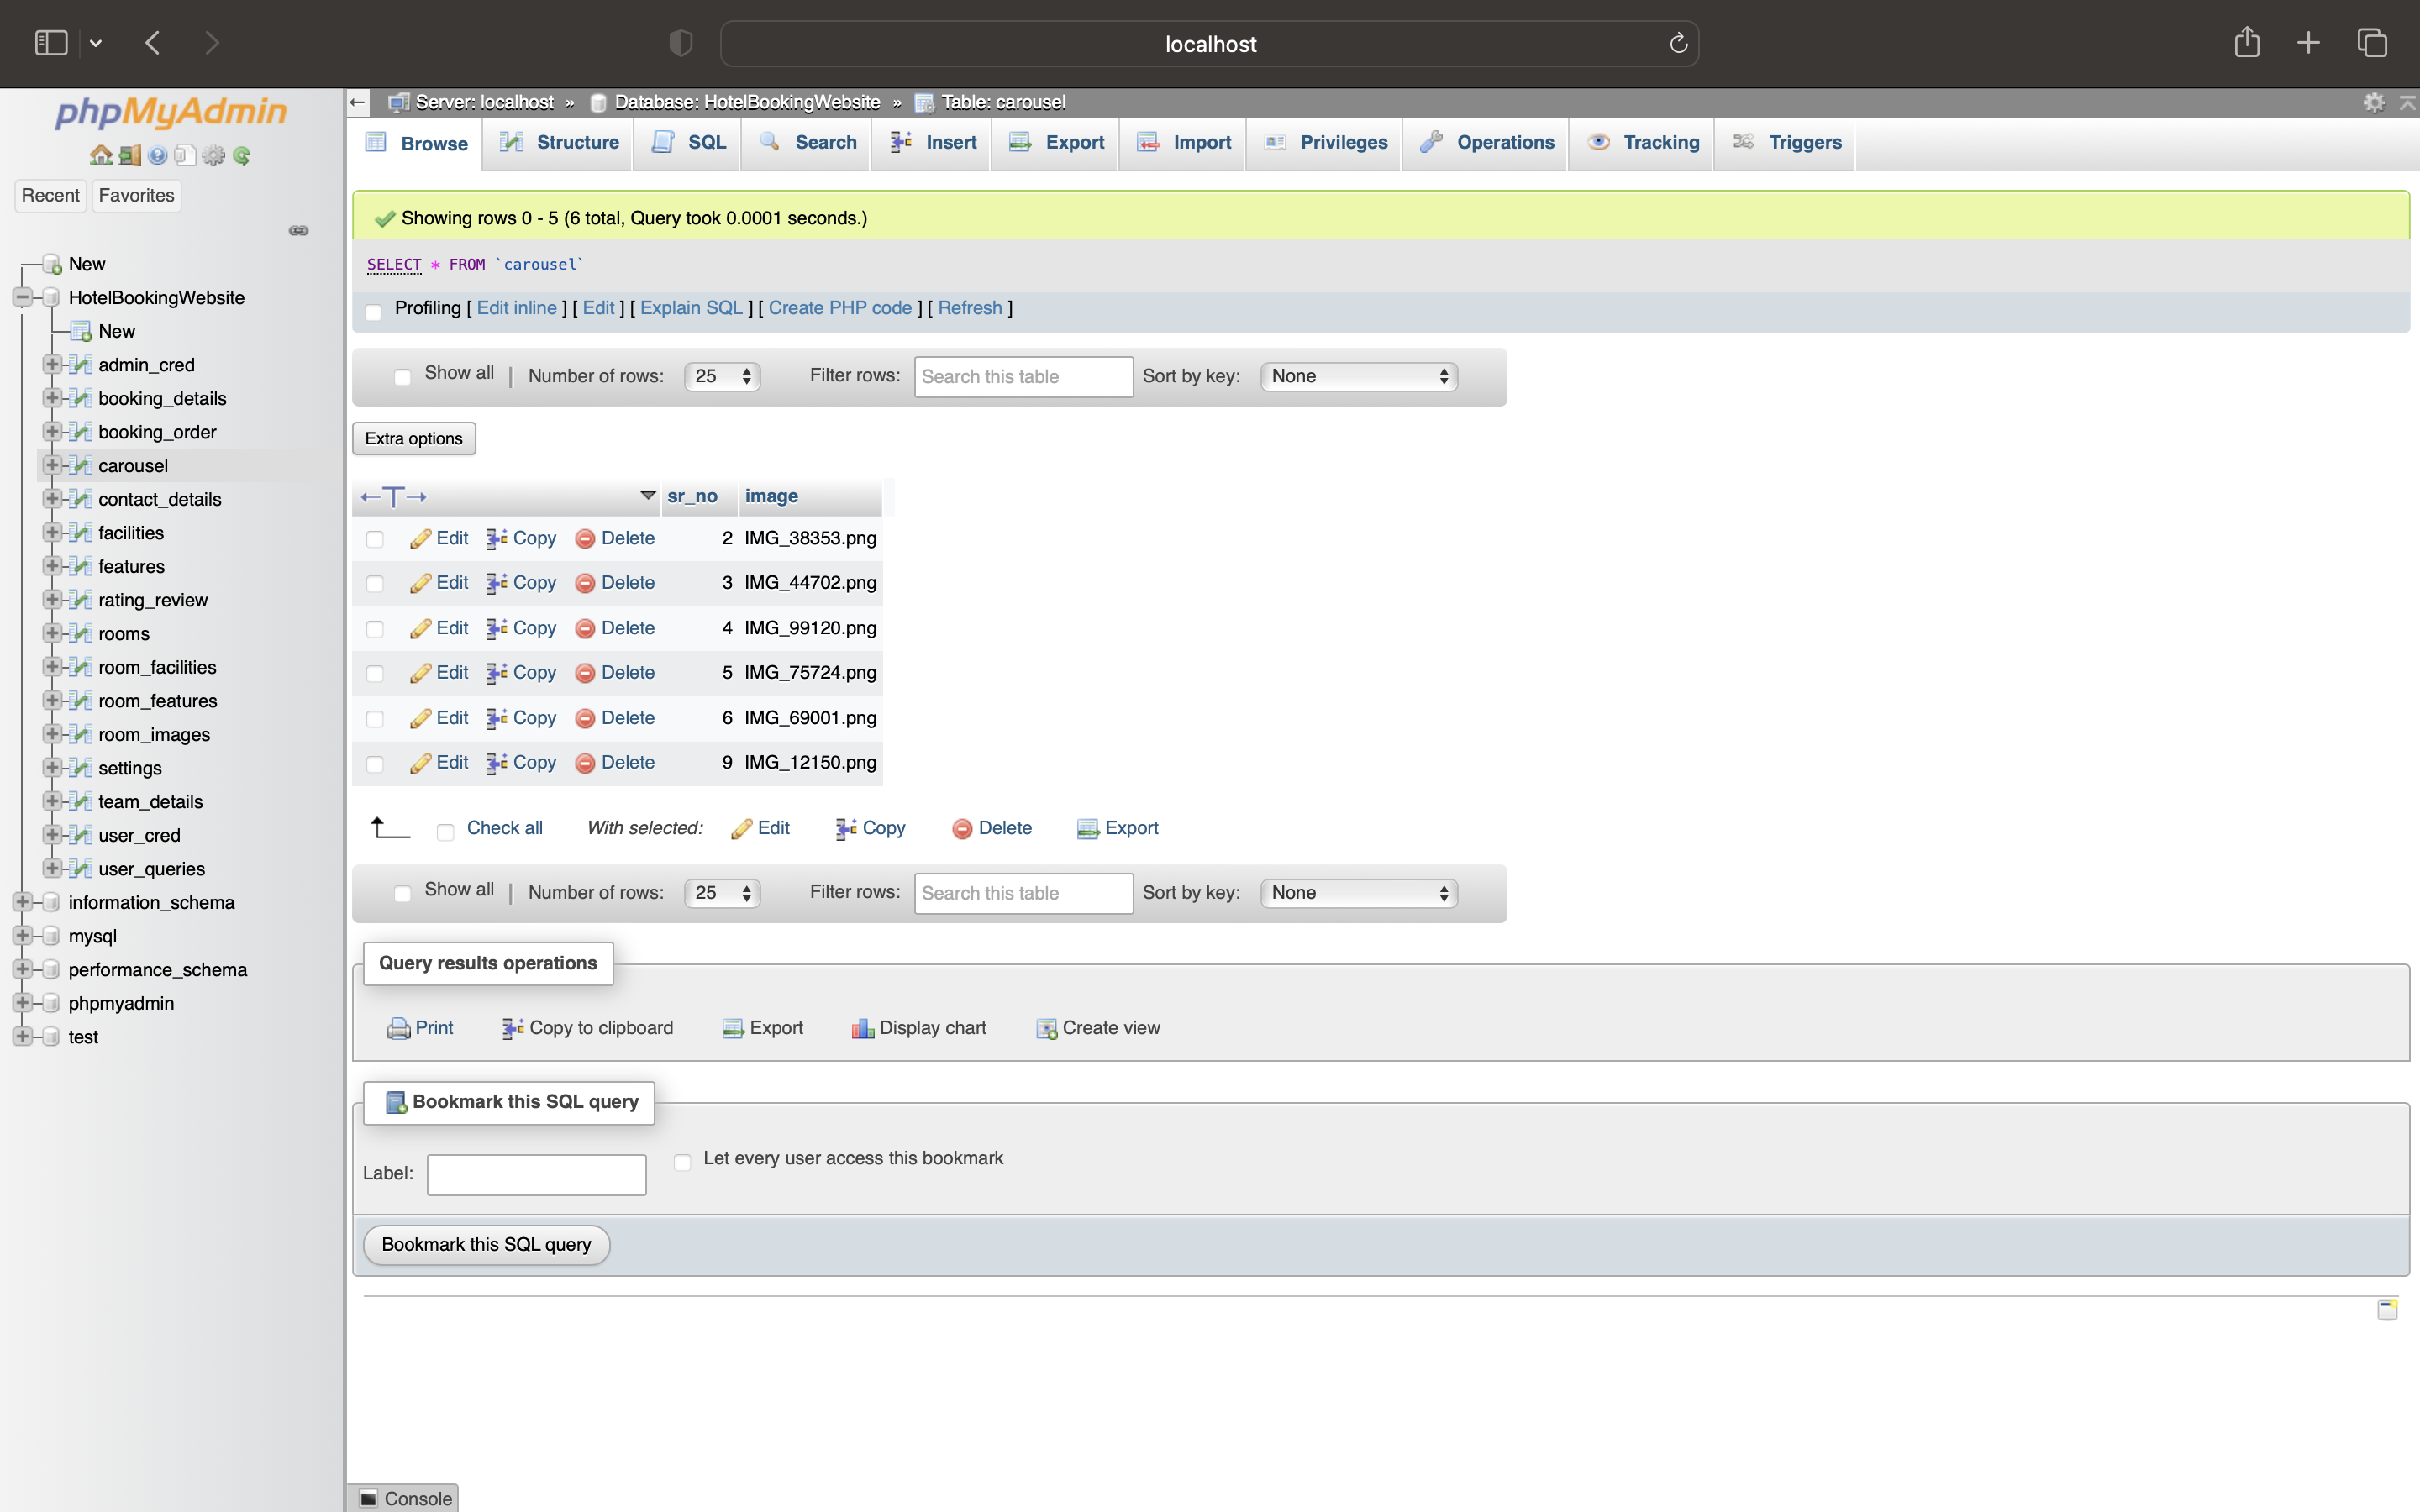 localhost
phpMyAdmin
Recent Favorites
New
HotelBookingWebsite
New
admin_cred
booking_details
booking_order
carousel
contact_details
facilities
features
rating_review
rooms
room_facilities
room_features
room_images
settings
team_details
user_cred
user_queries
information_schema
mysql
performance_schema
phpmyadmin
test
Server: localhost » Database: HotelBookingWebsite » Table: carousel
Browse Structure SQL Search Insert Export Import Privileges Operations Tracking Triggers
Showing rows 0 - 5 (6 total, Query took 0.0001 seconds.)
SELECT * FROM `carousel`
Profiling [ Edit inline ] [ Edit ] [ Explain SQL ] [ Create PHP code ] [ Refresh ]
Show all | Number of rows: 25 Filter rows: Search this table Sort by key: None
Extra options
←T→ sr_no image
Edit Copy Delete 2 IMG_38353.png
Edit Copy Delete 3 IMG_44702.png
Edit Copy Delete 4 IMG_99120.png
Edit Copy Delete 5 IMG_75724.png
Edit Copy Delete 6 IMG_69001.png
Edit Copy Delete 9 IMG_12150.png
Check all With selected: Edit Copy Delete Export
Show all | Number of rows: 25 Filter rows: Search this table Sort by key: None
Query results operations
Print Copy to clipboard Export Display chart Create view
Bookmark this SQL query
Label: Let every user access this bookmark
Bookmark this SQL query
Console